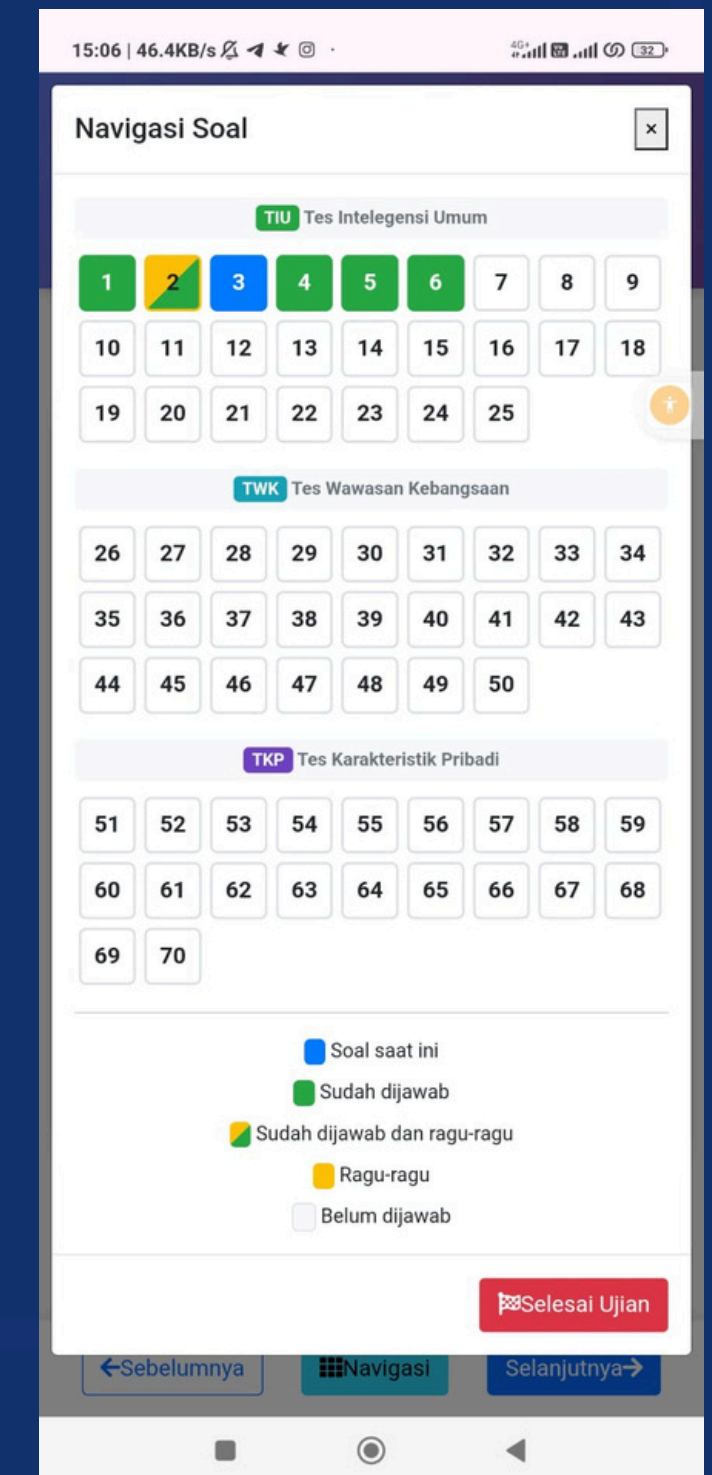 15:06 | 46.4KB/s
4G+ 32
Navigasi Soal
×
TIU Tes Intelegensi Umum
1 2 3 4 5 6 7 8 9
10 11 12 13 14 15 16 17 18
19 20 21 22 23 24 25
TWK Tes Wawasan Kebangsaan
26 27 28 29 30 31 32 33 34
35 36 37 38 39 40 41 42 43
44 45 46 47 48 49 50
TKP Tes Karakteristik Pribadi
51 52 53 54 55 56 57 58 59
60 61 62 63 64 65 66 67 68
69 70
Soal saat ini
Sudah dijawab
Sudah dijawab dan ragu-ragu
Ragu-ragu
Belum dijawab
Selesai Ujian
Sebelumnya Navigasi Selanjutnya